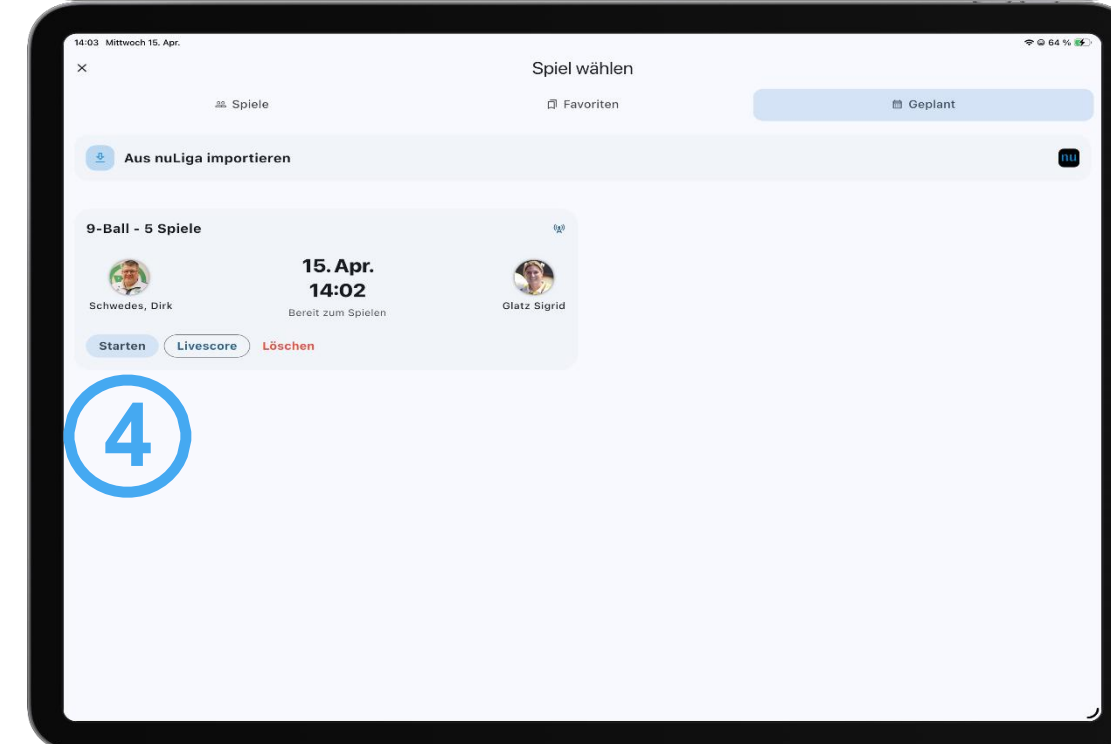 14:03 Mittwoch 15. Apr.
64 %
Spiel wählen
Spiele
Favoriten
Geplant
Aus nuLiga importieren
nu
9-Ball - 5 Spiele
15. Apr.
14:02
Bereit zum Spielen
Schwedes, Dirk
Glatz Sigrid
Starten
Livescore
Löschen
4